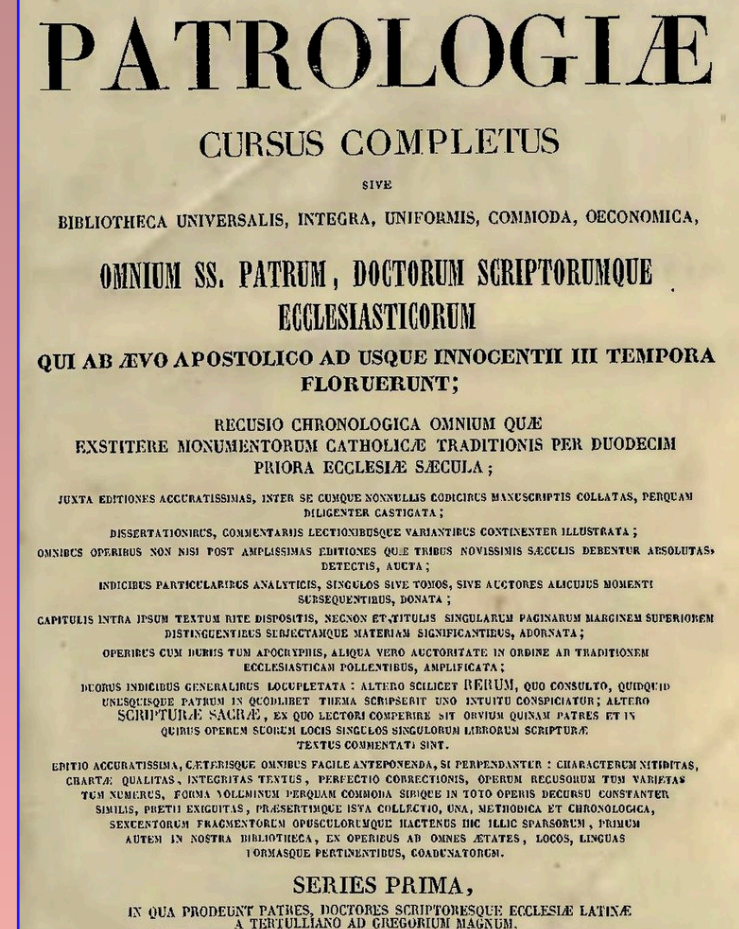 PATROLOGIÆ
CURSUS COMPLETUS
SIVE
BIBLIOTHECA UNIVERSALIS, INTEGRA, UNIFORMIS, COMMODA, OECONOMICA,
OMNIUM SS. PATRUM, DOCTORUM SCRIPTORUMQUE
ECCLESIASTICORUM
QUI AB ÆVO APOSTOLICO AD USQUE INNOCENTII III TEMPORA
FLORUERUNT;
RECUSIO CHRONOLOGICA OMNIUM QUÆ
EXSTITERE MONUMENTORUM CATHOLICÆ TRADITIONIS PER DUODECIM
PRIORA ECCLESIÆ SÆCULA;
JUXTA EDITIONES ACCURATISSIMAS, INTER SE CUMQUE NONNULLIS CODICIBUS MANUSCRIPTIS COLLATAS, PERQUAM
DILIGENTER CASTIGATA;
DISSERTATIONIBUS, COMMENTARIIS LECTIONIBUSQUE VARIANTIBUS CONTINENTER ILLUSTRATA;
OMNIBUS OPERIBUS NON NISI POST AMPLISSIMAS EDITIONES QUÆ TRIBUS NOVISSIMIS SÆCULIS DEBENTUR ABSOLUTAS,
DETECTIS, AUCTA;
INDICIBUS PARTICULARIBUS ANALYTICIS, SINGULOS SIVE TOMOS, SIVE AUCTORES ALICUJUS MOMENTI
SUBSEQUENTIBUS, DONATA;
CAPITULIS INTRA IPSUM TEXTUM RITE DISPOSITIS, NECNON ET TITULIS SINGULARUM PAGINARUM MARGINEM SUPERIOREM
DISTINGUENTIBUS SUBJECTAMQUE MATERIAM SIGNIFICANTIBUS, ADORNATA;
OPERIBUS CUM DUBIIS TUM APOCRYPHIS, ALIQUA VERO AUCTORITATE IN ORDINE AD TRADITIONEM
ECCLESIASTICAM POLLENTIBUS, AMPLIFICATA;
DUOBUS INDICIBUS GENERALIBUS LOCUPLETATA: ALTERO SCILICET RERUM, QUO CONSULTO, QUIDQUID
UNUSQUISQUE PATRUM IN QUODLIBET THEMA SCRIPSERIT UNO INTUITU CONSPICIATUR; ALTERO
SCRIPTURÆ SACRÆ, EX QUO LECTORI COMPERIRE SIT OBVIUM QUINAM PATRES ET IN
QUIBUS OPERUM SUORUM LOCIS SINGULOS SINGULORUM LIBRORUM SCRIPTURÆ
TEXTUS COMMENTATI SINT.
EDITIO ACCURATISSIMA, CÆTERISQUE OMNIBUS FACILE ANTEPONENDA, SI PERPENDANTUR: CHARACTERUM NITIDITAS,
CHARTÆ QUALITAS, INTEGRITAS TEXTUS, PERFECTIO CORRECTIONIS, OPERUM RECUSORUM TUM VARIETAS
TUM NUMERUS, FORMA VOLUMINUM PERQUAM COMMODA SIBIQUE IN TOTO OPERIS DECURSU CONSTANTER
SIMILIS, PRETII EXIGUITAS, PRÆSERTIMQUE ISTA COLLECTIO, UNA, METHODICA ET CHRONOLOGICA,
SEXCENTORUM FRAGMENTORUM OPUSCULORUMQUE HACTENUS HIC ILLIC SPARSORUM, PRIMUM
AUTEM IN NOSTRA BIBLIOTHECA, EX OPERIBUS AD OMNES ÆTATES, LOCOS, LINGUAS
FORMASQUE PERTINENTIBUS, COADUNATORUM.
SERIES PRIMA,
IN QUA PRODEUNT PATRES, DOCTORES SCRIPTORESQUE ECCLESIÆ LATINÆ
A TERTULLIANO AD GREGORIUM MAGNUM.